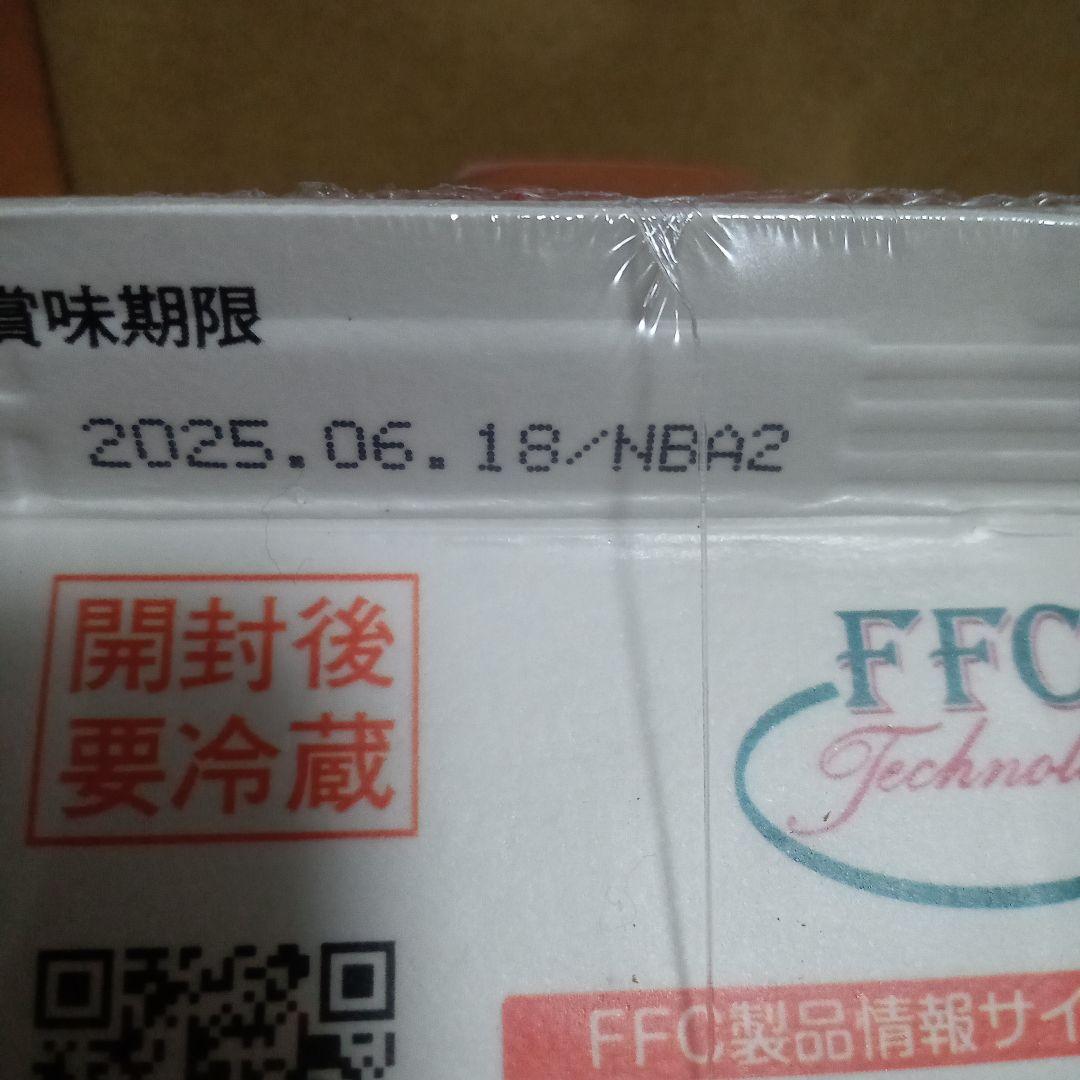 賞味期限
2025.06.18/NBA2
開封後
要冷蔵
FFC
Technol
FFC製品情報サイ